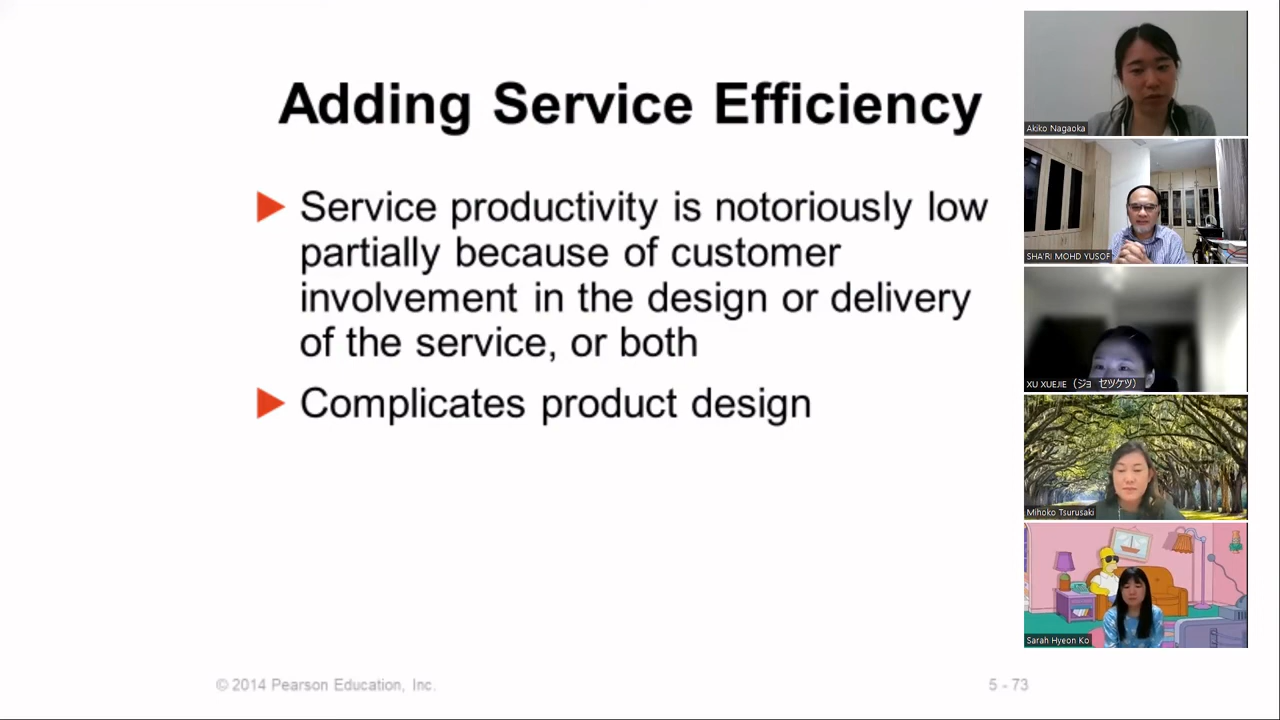 Adding Service Efficiency
Service productivity is notoriously low
partially because of customer
involvement in the design or delivery
of the service, or both
Complicates product design
© 2014 Pearson Education, Inc.
5 - 73
Akiko Nagaoka
SHA'RI MOHD YUSOF
XU XUEJIE（ジョ セツケツ）
Mihoko Tsurusaki
Sarah Hyeon Ko